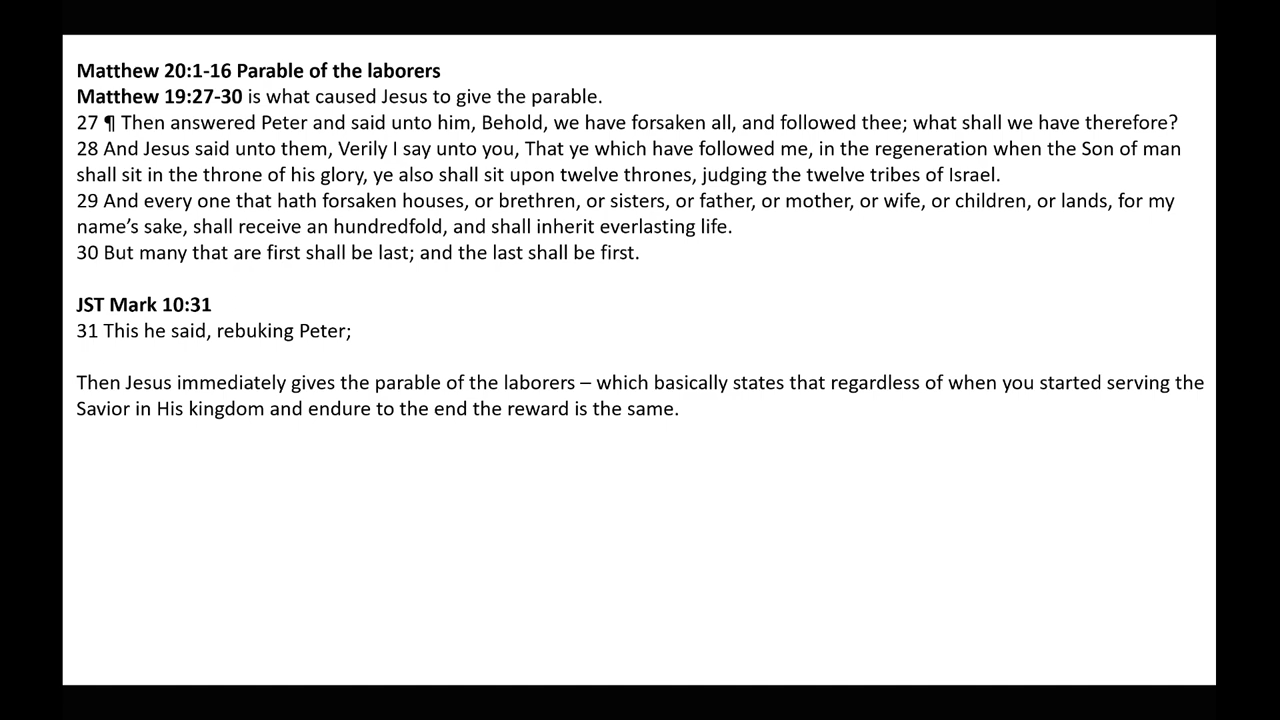 Matthew 20:1-16 Parable of the laborers
Matthew 19:27-30 is what caused Jesus to give the parable.
27 ¶ Then answered Peter and said unto him, Behold, we have forsaken all, and followed thee; what shall we have therefore?
28 And Jesus said unto them, Verily I say unto you, That ye which have followed me, in the regeneration when the Son of man
shall sit in the throne of his glory, ye also shall sit upon twelve thrones, judging the twelve tribes of Israel.
29 And every one that hath forsaken houses, or brethren, or sisters, or father, or mother, or wife, or children, or lands, for my
name’s sake, shall receive an hundredfold, and shall inherit everlasting life.
30 But many that are first shall be last; and the last shall be first.
JST Mark 10:31
31 This he said, rebuking Peter;
Then Jesus immediately gives the parable of the laborers – which basically states that regardless of when you started serving the
Savior in His kingdom and endure to the end the reward is the same.